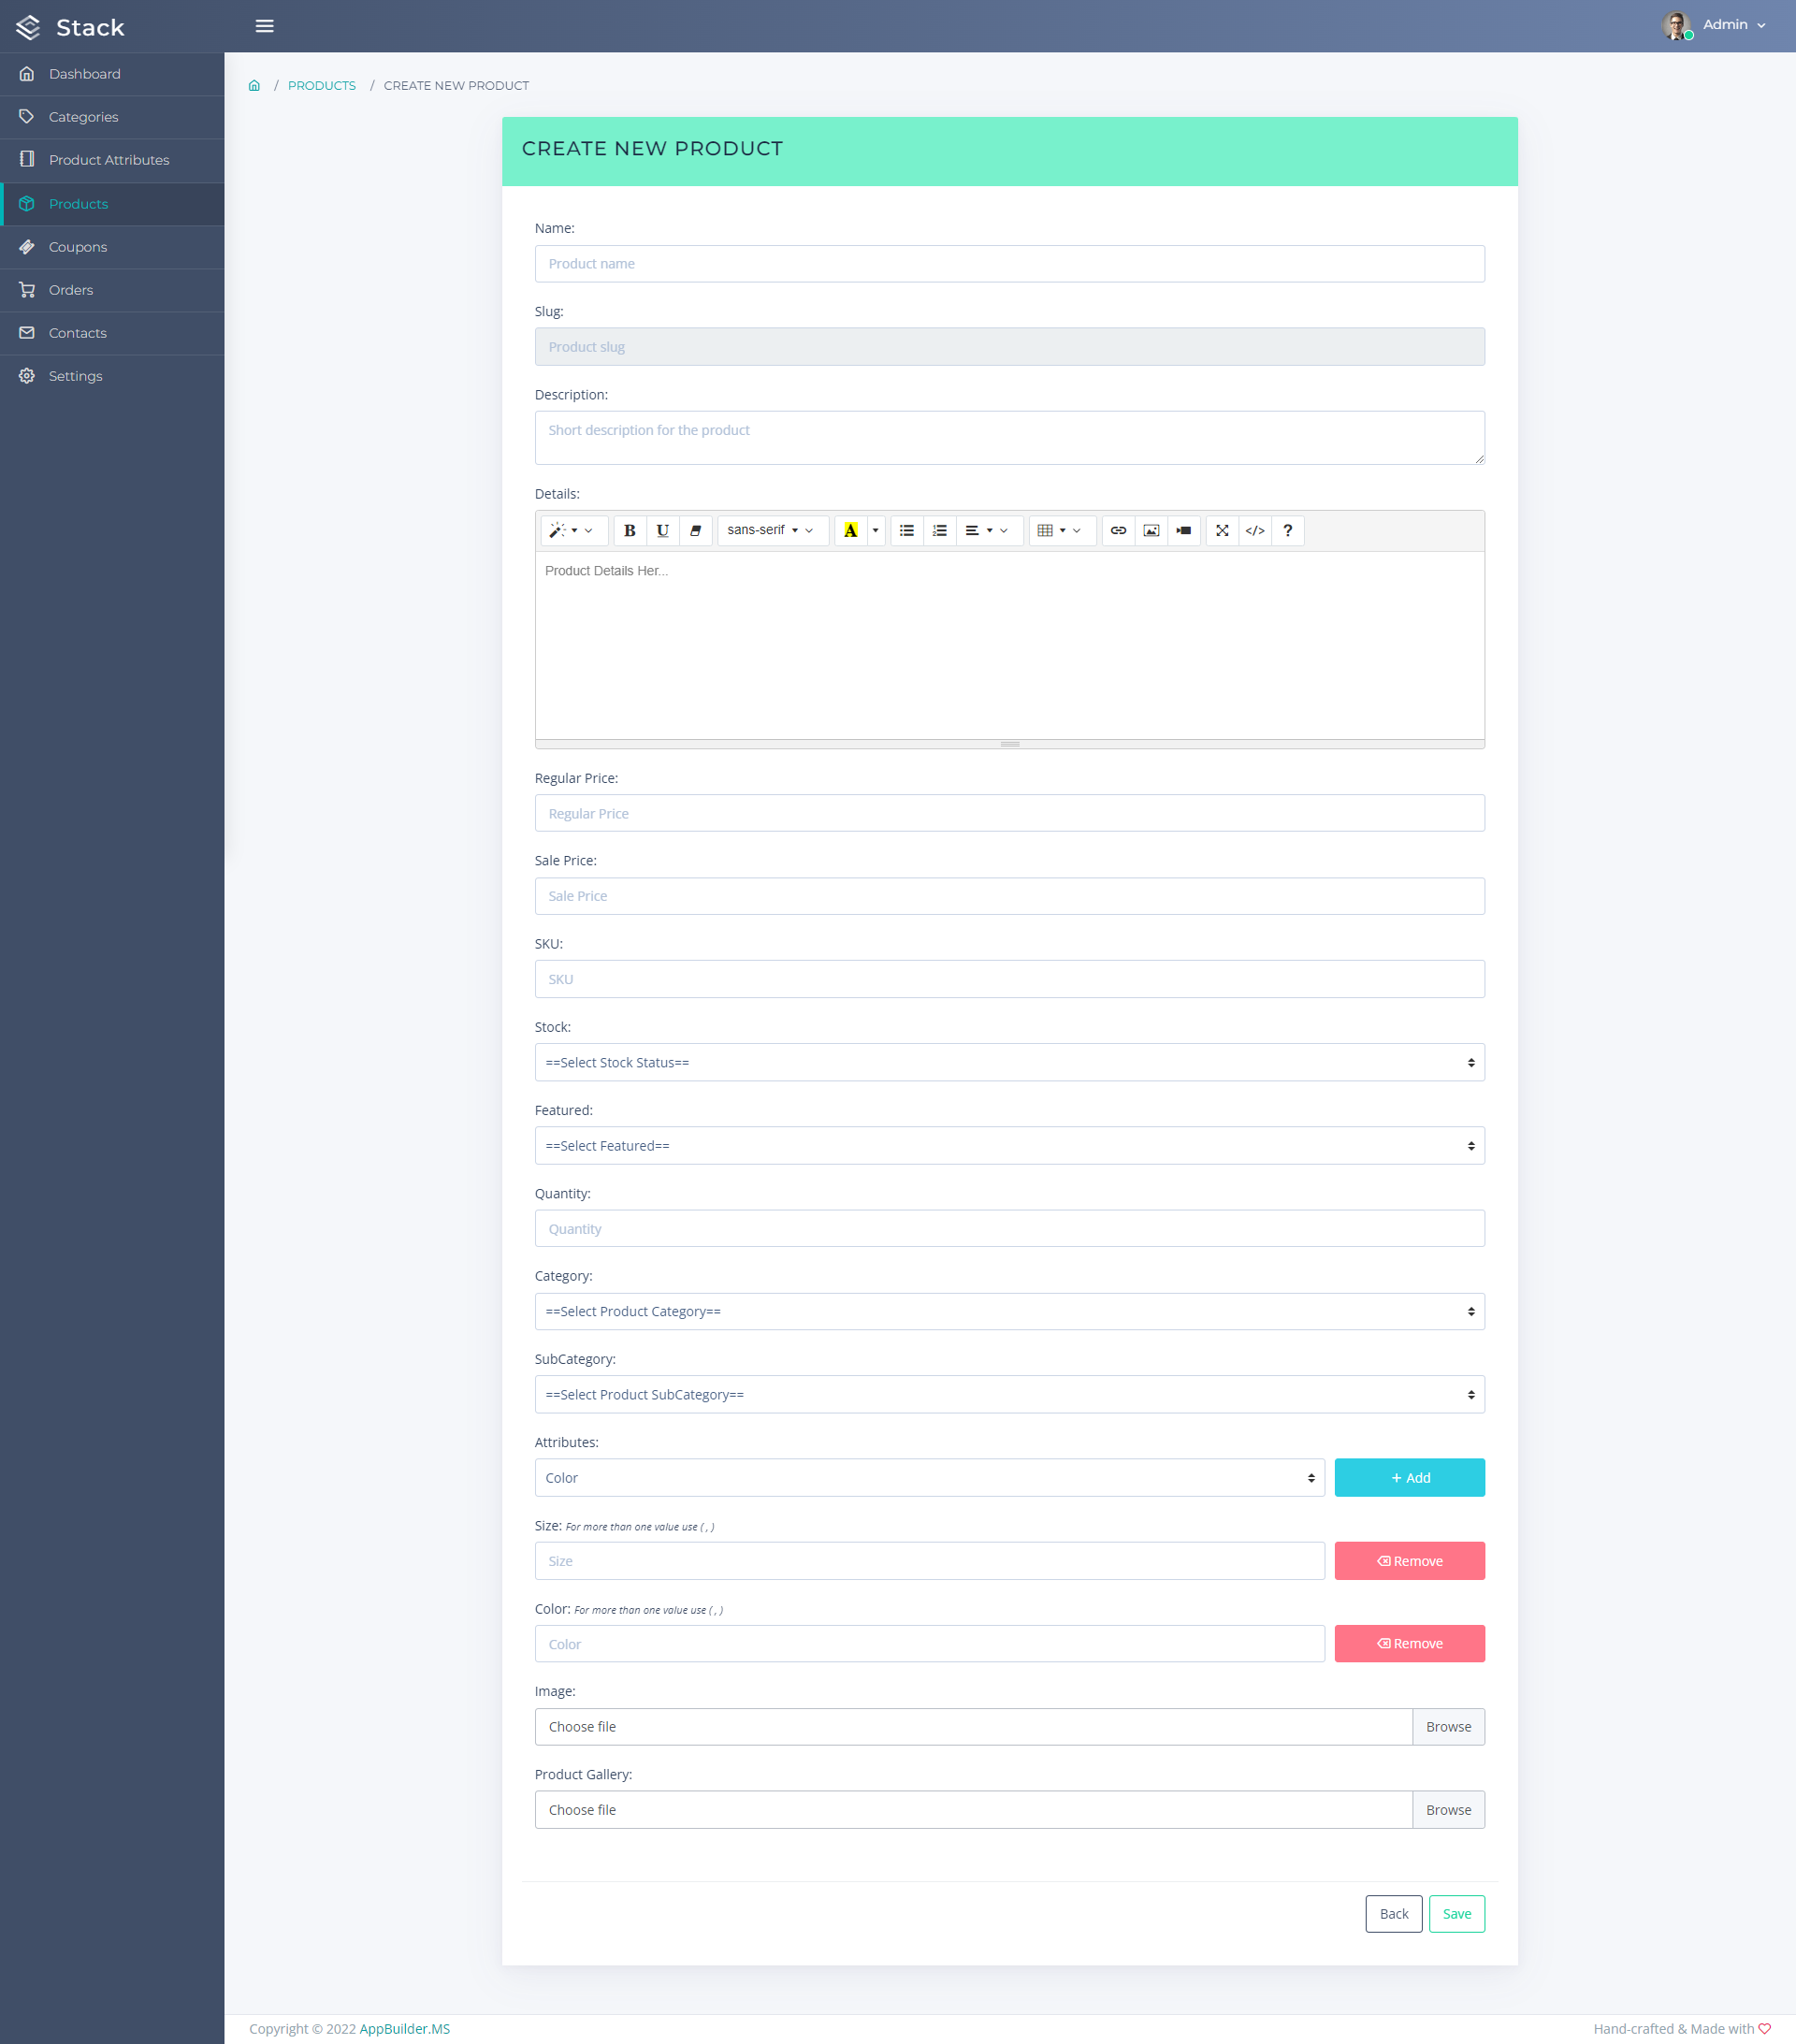 Stack
Admin
Dashboard
Categories
Product Attributes
Products
Coupons
Orders
Contacts
Settings
/ PRODUCTS / CREATE NEW PRODUCT
CREATE NEW PRODUCT
Name:
Product name
Slug:
Product slug
Description:
Short description for the product
Details:
B U sans-serif A </> ?
Product Details Her...
Regular Price:
Regular Price
Sale Price:
Sale Price
SKU:
SKU
Stock:
==Select Stock Status==
Featured:
==Select Featured==
Quantity:
Quantity
Category:
==Select Product Category==
SubCategory:
==Select Product SubCategory==
Attributes:
Color + Add
Size: For more than one value use ( , )
Size Remove
Color: For more than one value use ( , )
Color Remove
Image:
Choose file Browse
Product Gallery:
Choose file Browse
Back Save
Copyright © 2022 AppBuilder.MS
Hand-crafted & Made with